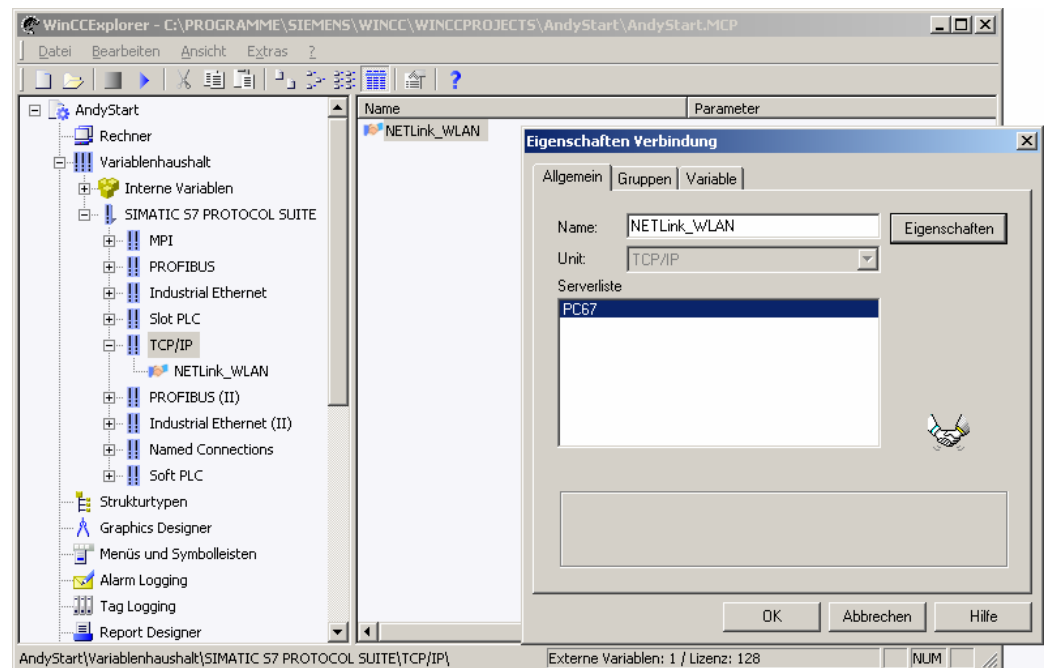 WinCCExplorer - C:\PROGRAMME\SIEMENS\WINCC\WINCCPROJECTS\AndyStart\AndyStart.MCP
Datei Bearbeiten Ansicht Extras ?
AndyStart
Rechner
Variablenhaushalt
Interne Variablen
SIMATIC S7 PROTOCOL SUITE
MPI
PROFIBUS
Industrial Ethernet
Slot PLC
TCP/IP
NETLink_WLAN
PROFIBUS (II)
Industrial Ethernet (II)
Named Connections
Soft PLC
Strukturtypen
Graphics Designer
Menüs und Symbolleisten
Alarm Logging
Tag Logging
Report Designer
Name Parameter
NETLink_WLAN
Eigenschaften Verbindung
Allgemein Gruppen Variable
Name: NETLink_WLAN Eigenschaften
Unit: TCP/IP
Serverliste
PC67
OK Abbrechen Hilfe
AndyStart\Variablenhaushalt\SIMATIC S7 PROTOCOL SUITE\TCP/IP\ Externe Variablen: 1 / Lizenz: 128 NUM